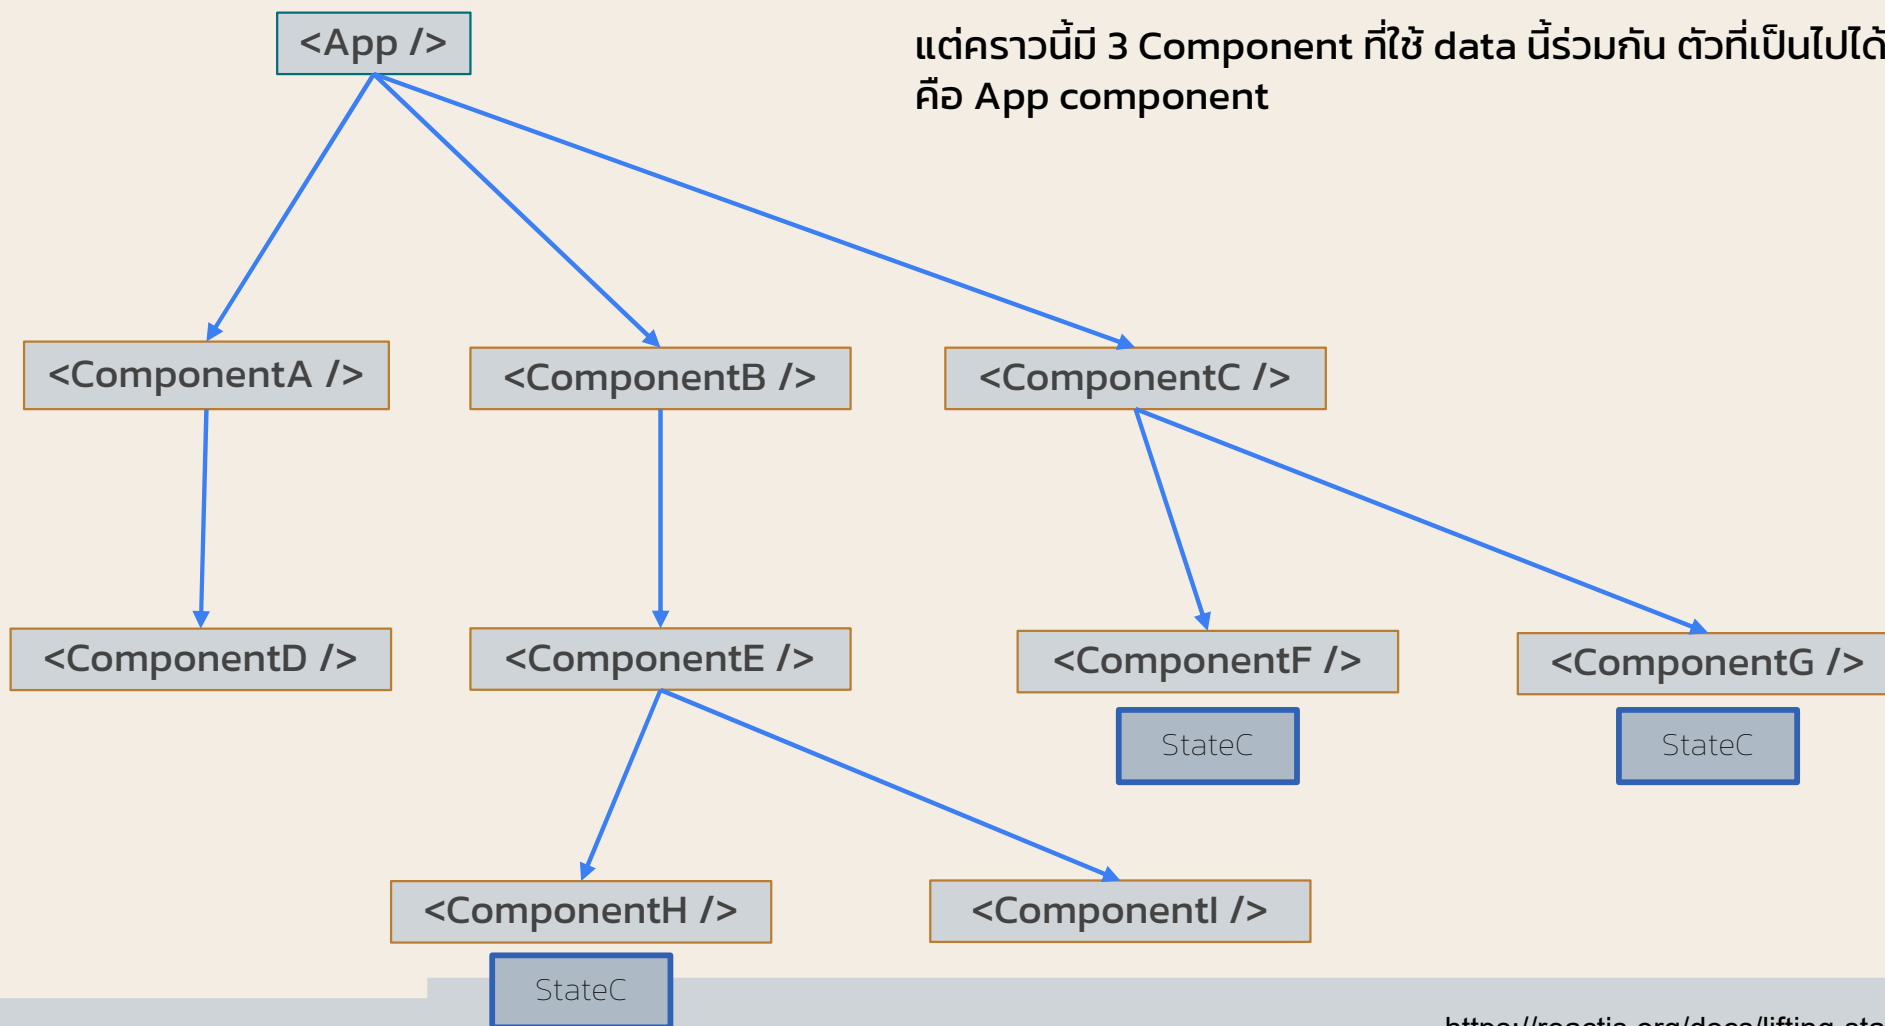 <App />
แต่คราวนี้มี 3 Component ที่ใช้ data นี้ร่วมกัน ตัวที่เป็นไปได้
คือ App component
<ComponentA />
<ComponentB />
<ComponentC />
<ComponentD />
<ComponentE />
<ComponentF />
<ComponentG />
StateC
StateC
<ComponentH />
<ComponentI />
StateC